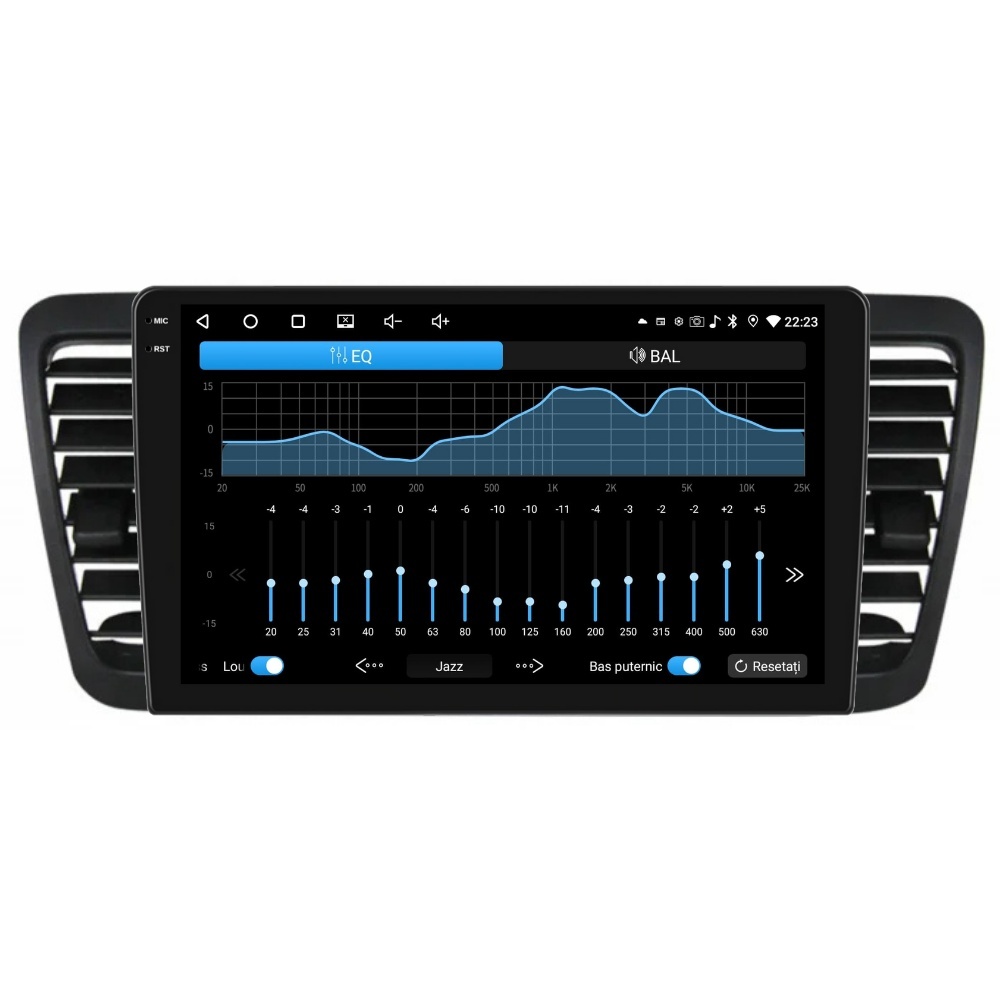 MIC
22:23
RST
EQ
BAL
15
0
-15
20 50 100 200 500 1K 2K 5K 10K 25K
-4 -4 -3 -1 0 -4 -6 -10 -10 -11 -4 -3 -2 -2 +2 +5
15
0
-15
20 25 31 40 50 63 80 100 125 160 200 250 315 400 500 630
s Lou Jazz Bas puternic Resetați